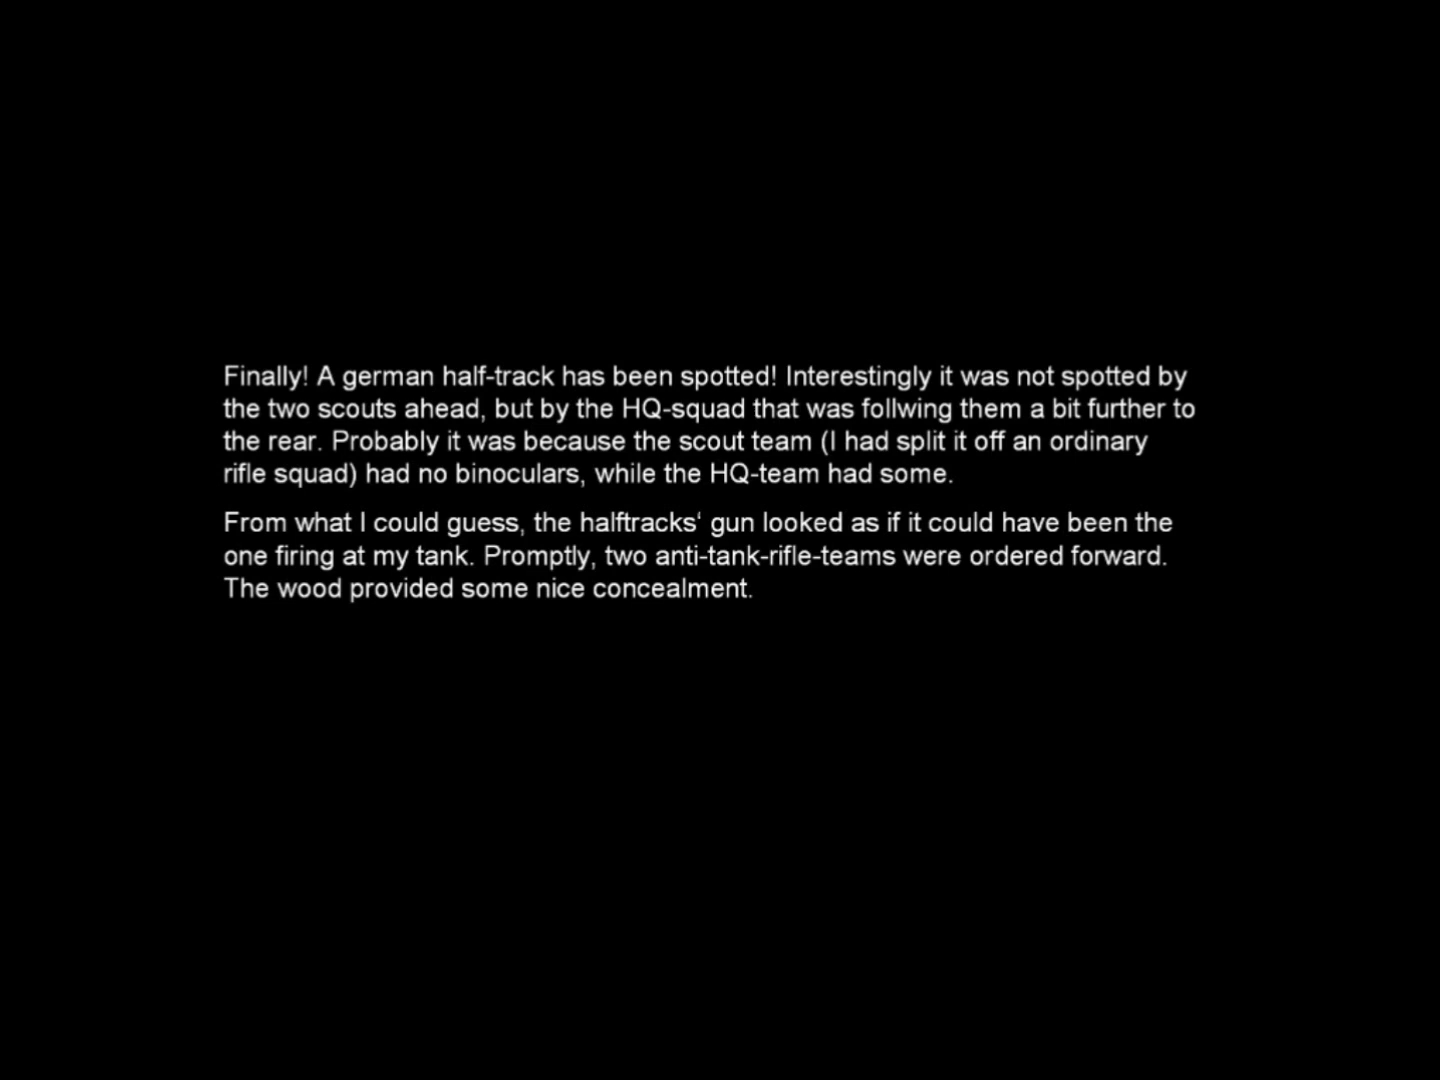 Finally! A german half-track has been spotted! Interestingly it was not spotted by
the two scouts ahead, but by the HQ-squad that was follwing them a bit further to
the rear. Probably it was because the scout team (I had split it off an ordinary
rifle squad) had no binoculars, while the HQ-team had some.
From what I could guess, the halftracks‘ gun looked as if it could have been the
one firing at my tank. Promptly, two anti-tank-rifle-teams were ordered forward.
The wood provided some nice concealment.